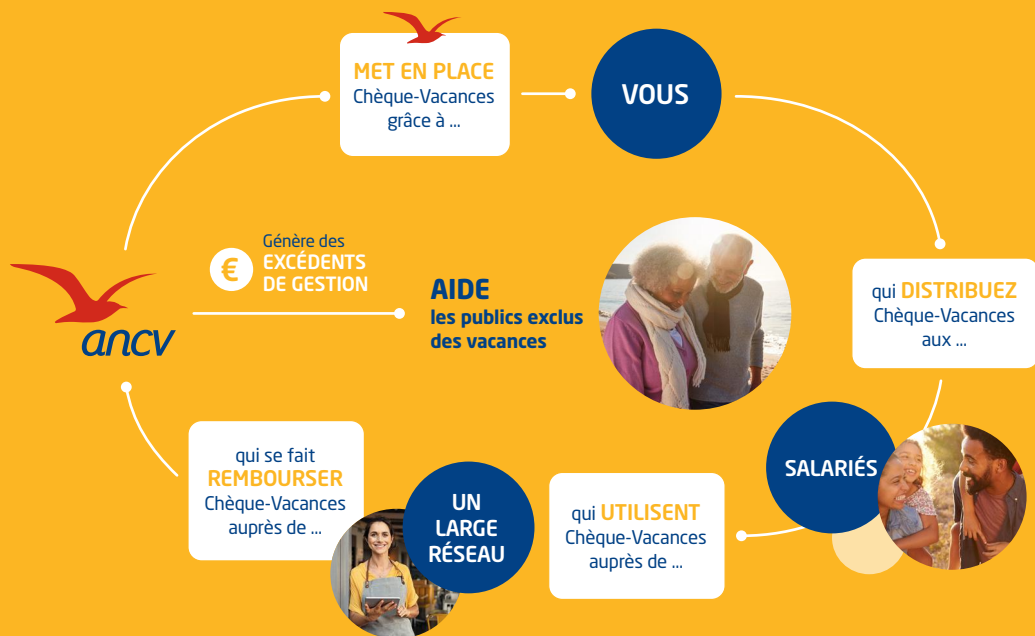 MET EN PLACE
Chèque-Vacances
grâce à ...
VOUS
qui DISTRIBUEZ
Chèque-Vacances
aux ...
SALARIÉS
qui UTILISENT
Chèque-Vacances
auprès de ...
UN
LARGE
RÉSEAU
qui se fait
REMBOURSER
Chèque-Vacances
auprès de ...
ancv
€
Génère des
EXCÉDENTS
DE GESTION
AIDE
les publics exclus
des vacances